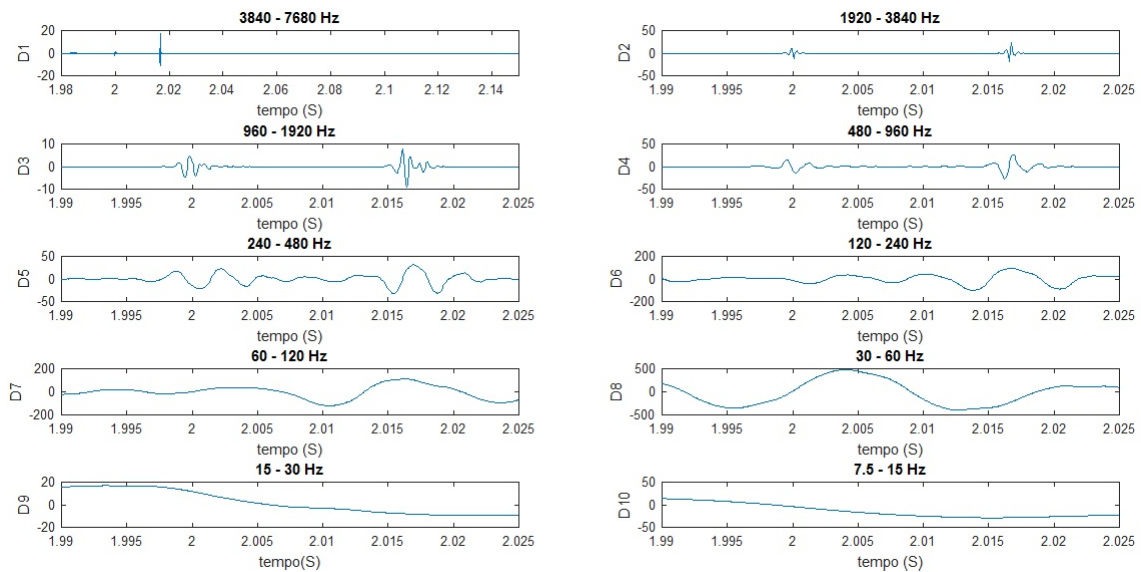 3840 - 7680 Hz
D1
20
0
-20
1.98 2 2.02 2.04 2.06 2.08 2.1 2.12 2.14
tempo (S)
1920 - 3840 Hz
D2
50
0
-50
1.99 1.995 2 2.005 2.01 2.015 2.02 2.025
tempo (S)
960 - 1920 Hz
D3
10
0
-10
1.99 1.995 2 2.005 2.01 2.015 2.02 2.025
tempo (S)
480 - 960 Hz
D4
50
0
-50
1.99 1.995 2 2.005 2.01 2.015 2.02 2.025
tempo (S)
240 - 480 Hz
D5
50
0
-50
1.99 1.995 2 2.005 2.01 2.015 2.02 2.025
tempo (S)
120 - 240 Hz
D6
200
0
-200
1.99 1.995 2 2.005 2.01 2.015 2.02 2.025
tempo (S)
60 - 120 Hz
D7
200
0
-200
1.99 1.995 2 2.005 2.01 2.015 2.02 2.025
tempo (S)
30 - 60 Hz
D8
500
0
-500
1.99 1.995 2 2.005 2.01 2.015 2.02 2.025
tempo (S)
15 - 30 Hz
D9
20
0
-20
1.99 1.995 2 2.005 2.01 2.015 2.02 2.025
tempo(S)
7.5 - 15 Hz
D10
50
0
-50
1.99 1.995 2 2.005 2.01 2.015 2.02 2.025
tempo (S)